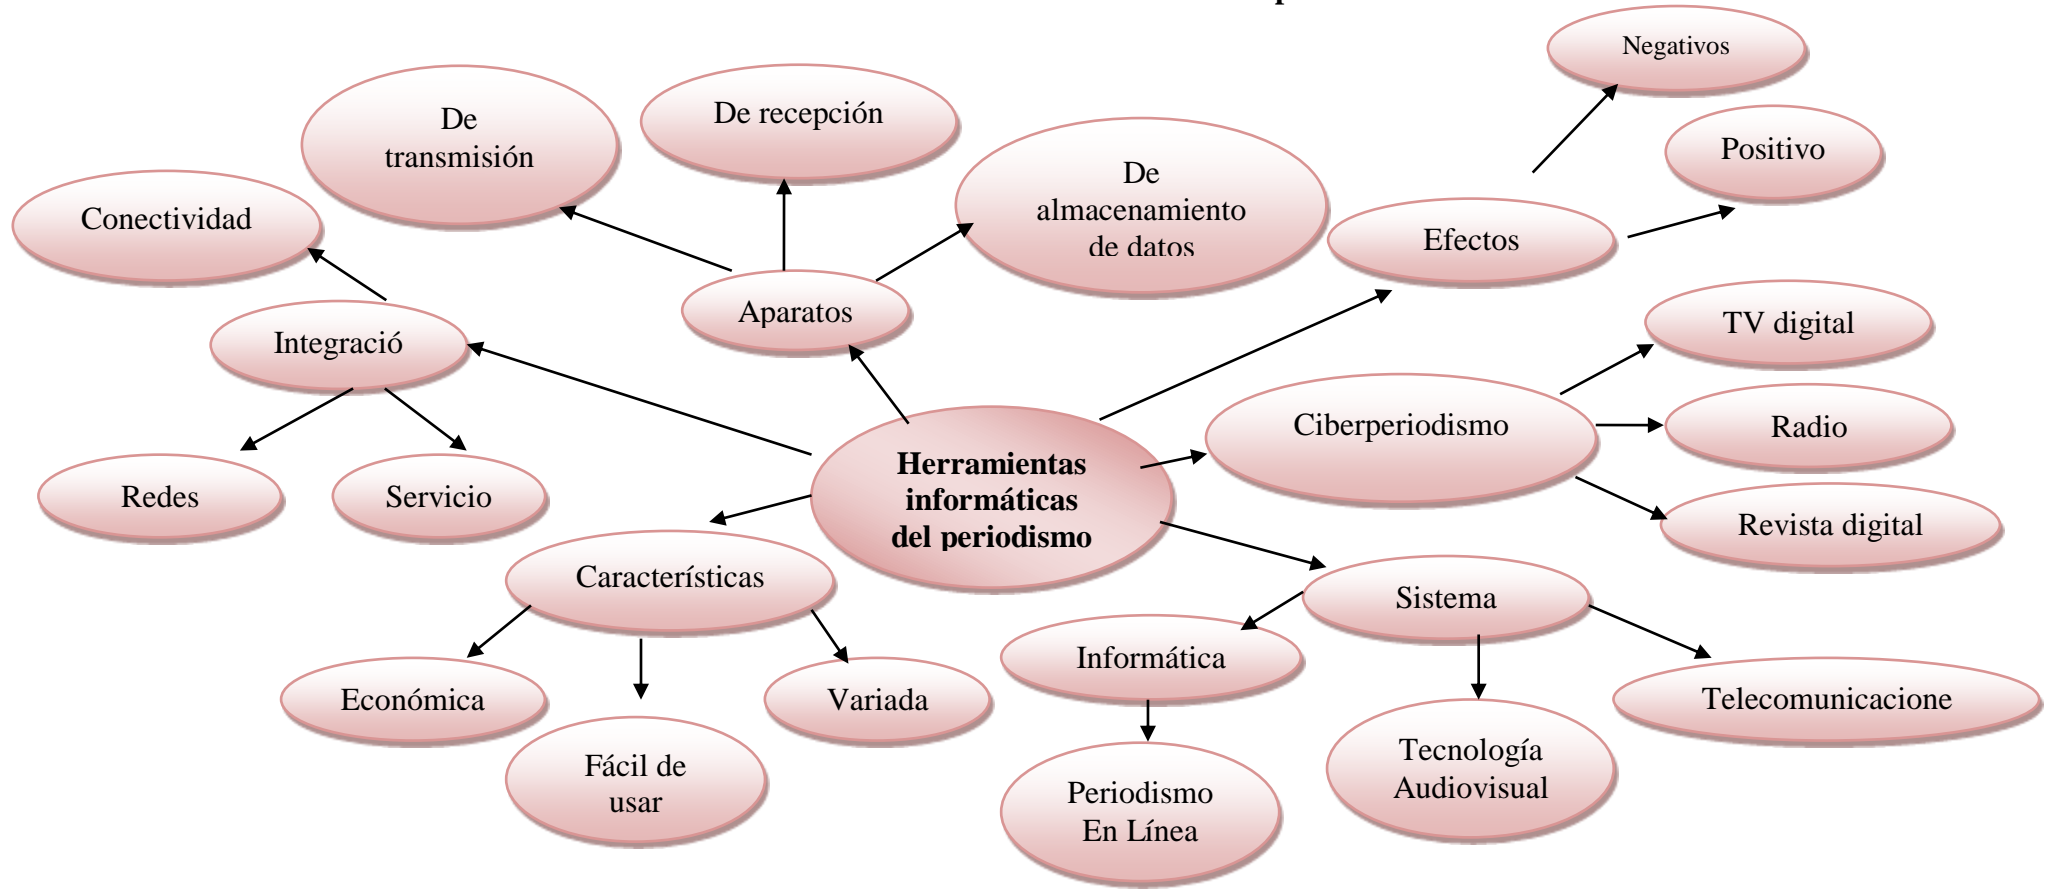 Negativos
De
transmisión
De recepción
Positivo
De
almacenamiento
de datos
Conectividad
Efectos
Aparatos
TV digital
Integració
Ciberperiodismo
Radio
Herramientas
informáticas
del periodismo
Redes
Servicio
Revista digital
Características
Sistema
Informática
Económica
Variada
Telecomunicacione
Fácil de
usar
Tecnología
Audiovisual
Periodismo
En Línea